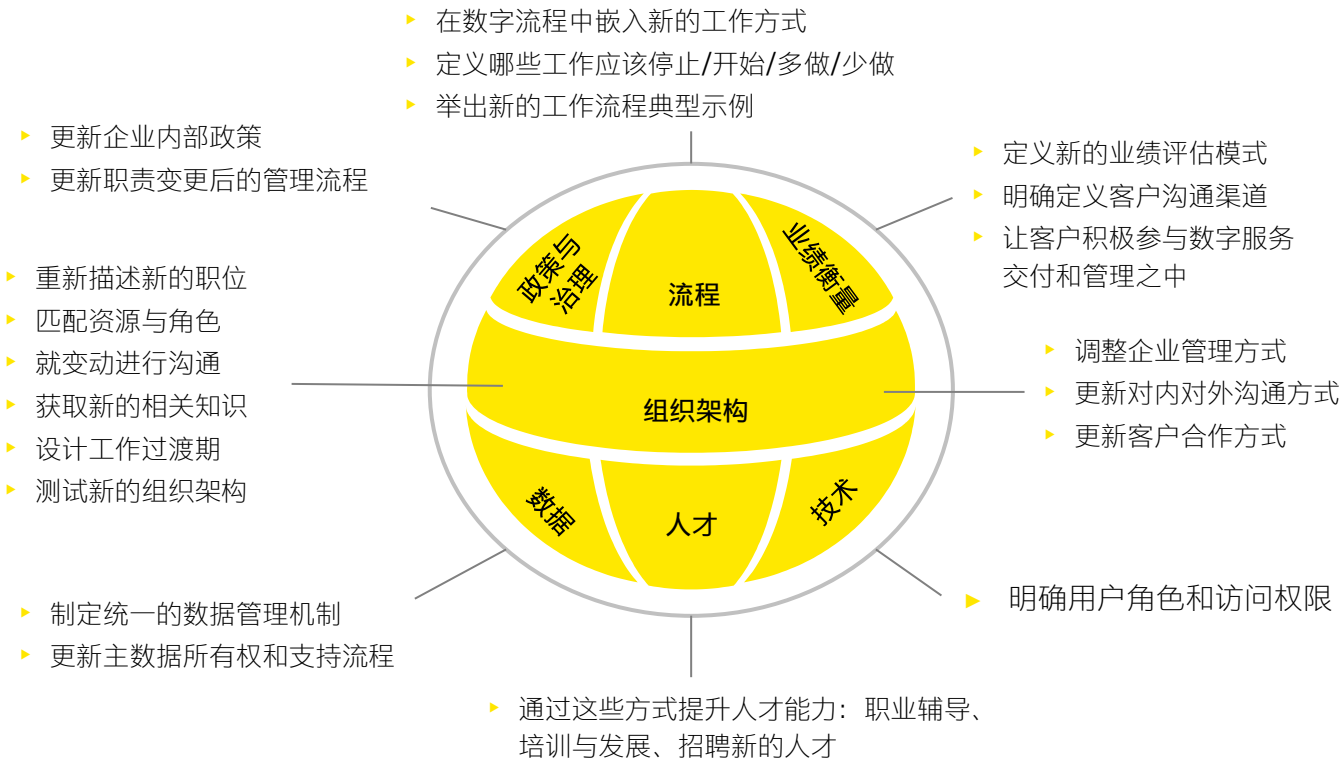 在数字流程中嵌入新的工作方式
定义哪些工作应该停止/开始/多做/少做
举出新的工作流程典型示例
更新企业内部政策
更新职责变更后的管理流程
定义新的业绩评估模式
明确定义客户沟通渠道
让客户积极参与数字服务
交付和管理之中
重新描述新的职位
匹配资源与角色
就变动进行沟通
获取新的相关知识
设计工作过渡期
测试新的组织架构
政策与
治理
流程
业绩衡量
组织架构
数据
人才
技术
调整企业管理方式
更新对内对外沟通方式
更新客户合作方式
制定统一的数据管理机制
更新主数据所有权和支持流程
明确用户角色和访问权限
通过这些方式提升人才能力：职业辅导、
培训与发展、招聘新的人才